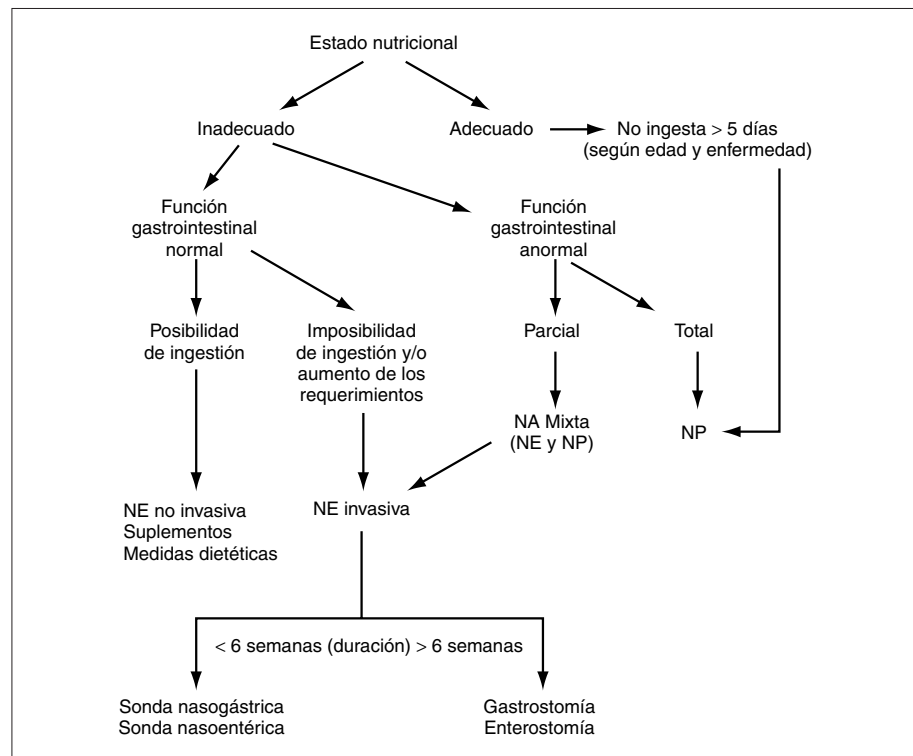 Estado nutricional
Inadecuado
Adecuado
No ingesta > 5 días
(según edad y enfermedad)
Función
gastrointestinal
normal
Función
gastrointestinal
anormal
Posibilidad
de ingestión
Imposibilidad
de ingestión y/o
aumento de los
requerimientos
Parcial
Total
NA Mixta
(NE y NP)
NP
NE no invasiva
Suplementos
Medidas dietéticas
NE invasiva
< 6 semanas (duración) > 6 semanas
Sonda nasogástrica
Sonda nasoentérica
Gastrostomía
Enterostomía